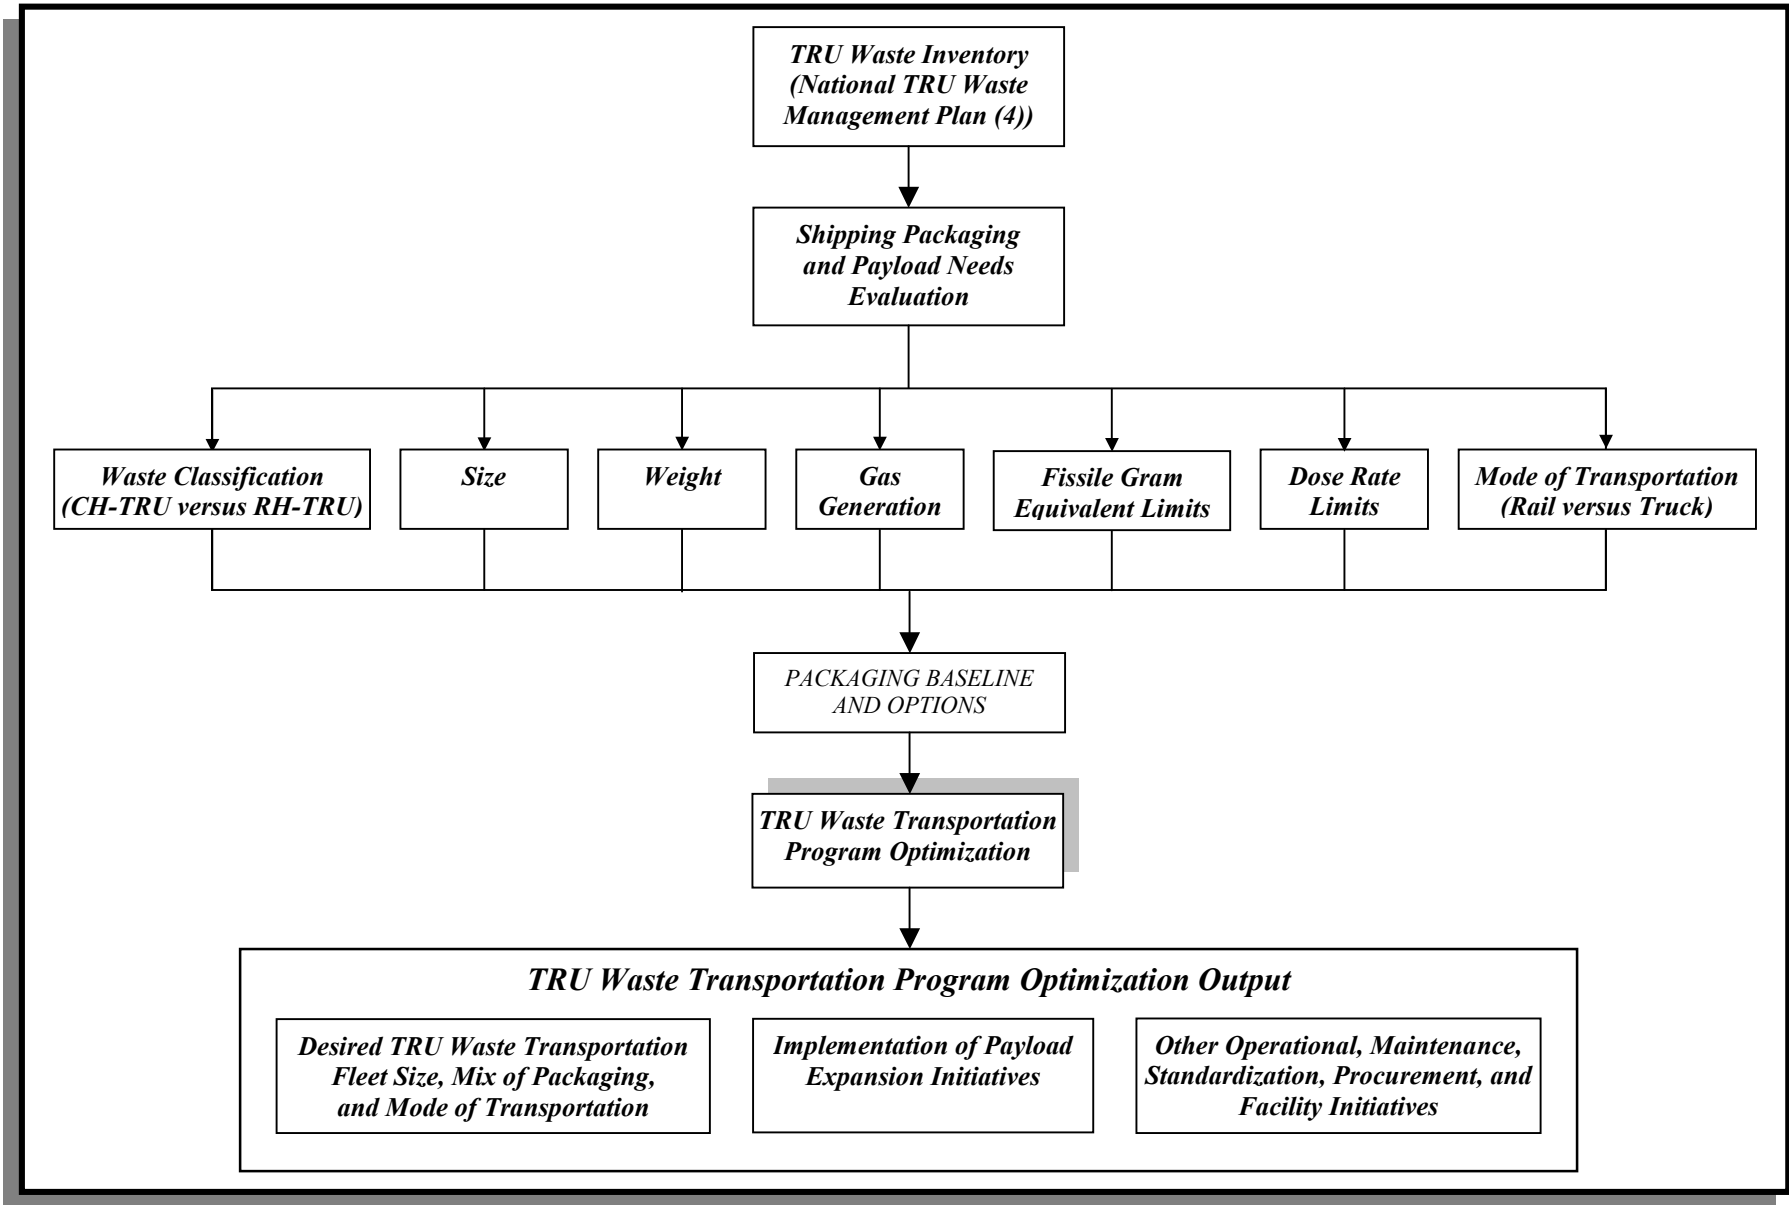 TRU Waste Inventory
(National TRU Waste
Management Plan (4))
Shipping Packaging
and Payload Needs
Evaluation
Waste Classification
(CH-TRU versus RH-TRU)
Size
Weight
Gas
Generation
Fissile Gram
Equivalent Limits
Dose Rate
Limits
Mode of Transportation
(Rail versus Truck)
PACKAGING BASELINE
AND OPTIONS
TRU Waste Transportation
Program Optimization
TRU Waste Transportation Program Optimization Output
Desired TRU Waste Transportation
Fleet Size, Mix of Packaging,
and Mode of Transportation
Implementation of Payload
Expansion Initiatives
Other Operational, Maintenance,
Standardization, Procurement, and
Facility Initiatives